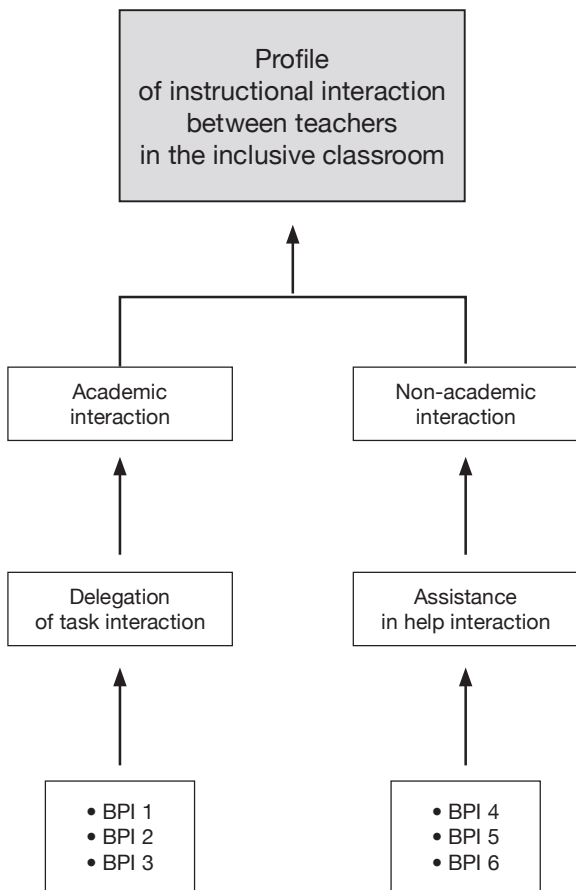 Profile
of instructional interaction
between teachers
in the inclusive classroom
Academic
interaction
Non-academic
interaction
Delegation
of task interaction
Assistance
in help interaction
• BPI 1
• BPI 2
• BPI 3
• BPI 4
• BPI 5
• BPI 6